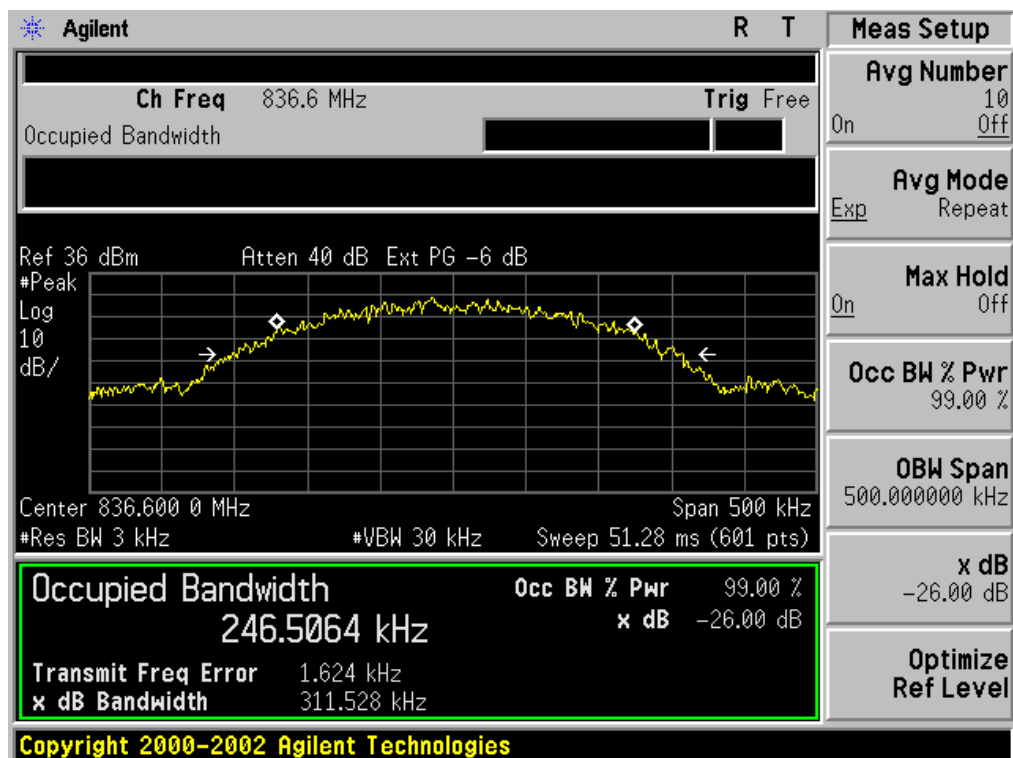 Agilent R T
Ch Freq 836.6 MHz Trig Free
Occupied Bandwidth
Ref 36 dBm Atten 40 dB Ext PG -6 dB
#Peak
Log
10
dB/
Center 836.600 0 MHz Span 500 kHz
#Res BW 3 kHz #VBW 30 kHz Sweep 51.28 ms (601 pts)
Occupied Bandwidth Occ BW % Pwr 99.00 %
246.5064 kHz x dB -26.00 dB
Transmit Freq Error 1.624 kHz
x dB Bandwidth 311.528 kHz
Copyright 2000-2002 Agilent Technologies
Meas Setup
Avg Number
10
On Off
Avg Mode
Exp Repeat
Max Hold
On Off
Occ BW % Pwr
99.00 %
OBW Span
500.000000 kHz
x dB
-26.00 dB
Optimize
Ref Level